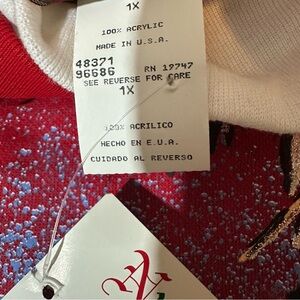 1X
100% ACRYLIC
MADE IN U.S.A.
48371
96686
RN 19747
SEE REVERSE FOR CARE
1X
100% ACRILICO
HECHO EN E.U.A.
CUIDADO AL REVERSO